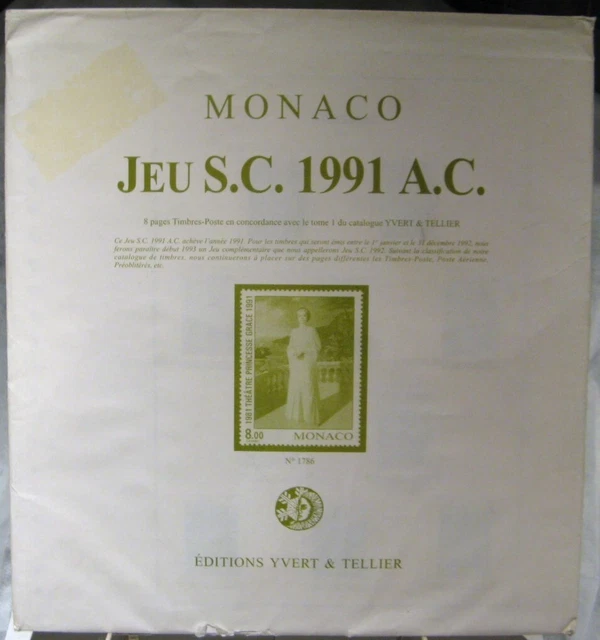 MONACO
JEU S.C. 1991 A.C.
8 pages Timbres-Poste en concordance avec le tome 1 du catalogue YVERT & TELLIER
Ce Jeu S.C. 1991 A.C. achève l'année 1991. Pour les timbres qui seront émis entre le 1er janvier et le 31 décembre 1992, nous
ferons paraître début 1993 un Jeu complémentaire que nous appellerons Jeu S.C. 1992. Suivant la classification de notre
catalogue de timbres, nous continuerons à placer sur des pages différentes les Timbres-Poste, Poste Aérienne,
Préoblitérés, etc.
1981 THÉÂTRE PRINCESSE GRACE 1991
8.00 MONACO
N° 1786
ÉDITIONS YVERT & TELLIER